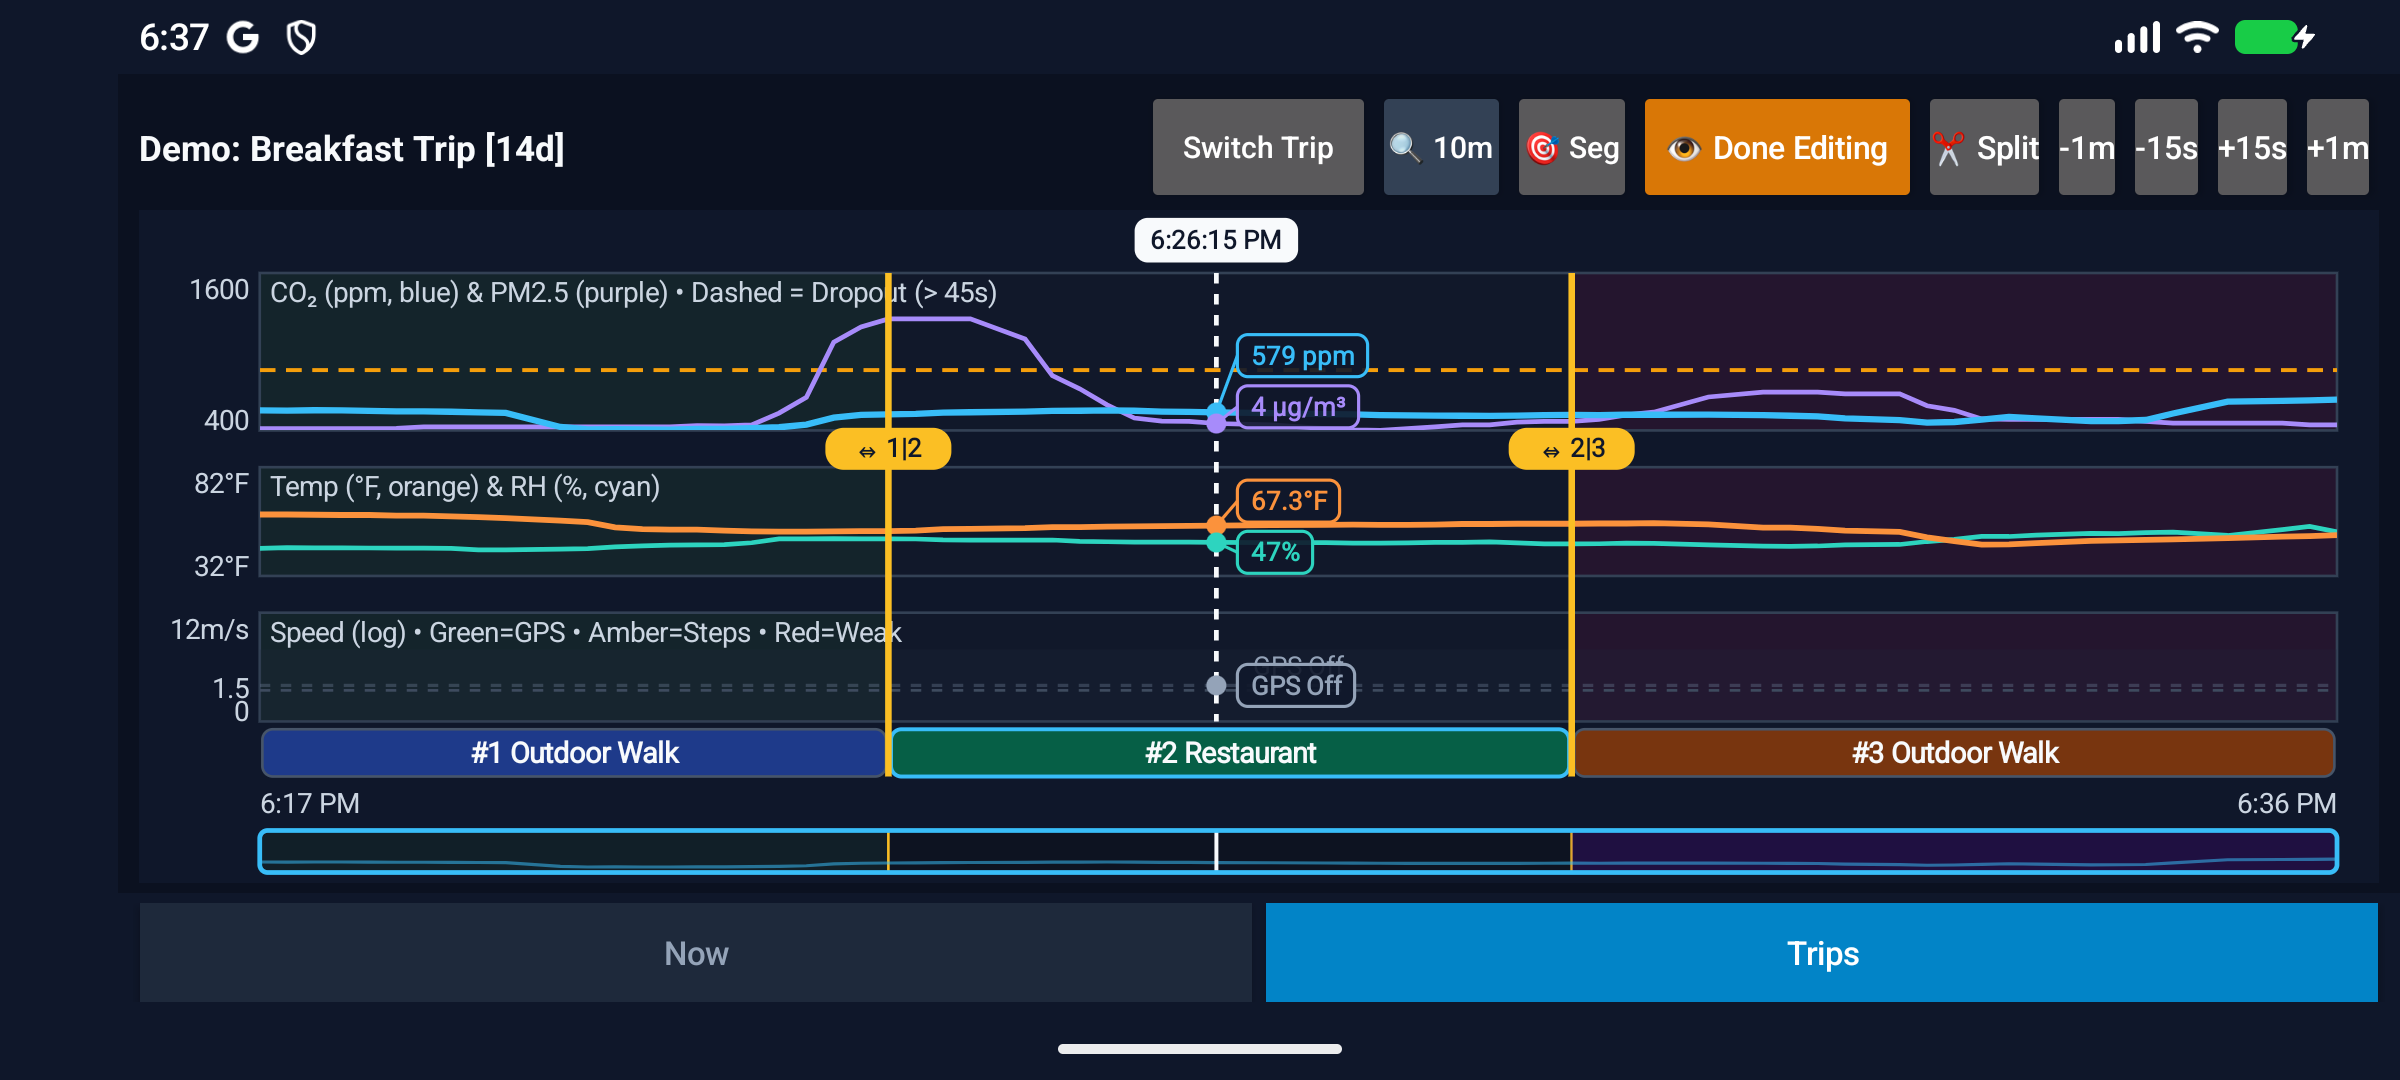 6:37
Demo: Breakfast Trip [14d]
Switch Trip
🔍 10m
🎯 Seg
👁️ Done Editing
✂️ Split
-1m
-15s
+15s
+1m
6:26:15 PM
1600
CO₂ (ppm, blue) & PM2.5 (purple) • Dashed = Dropout (> 45s)
579 ppm
4 µg/m³
400
⇔ 1|2
⇔ 2|3
82°F
Temp (°F, orange) & RH (%, cyan)
67.3°F
47%
32°F
12m/s
Speed (log) • Green=GPS • Amber=Steps • Red=Weak
GPS Off
GPS Off
1.5
0
#1 Outdoor Walk
#2 Restaurant
#3 Outdoor Walk
6:17 PM
6:36 PM
Now
Trips